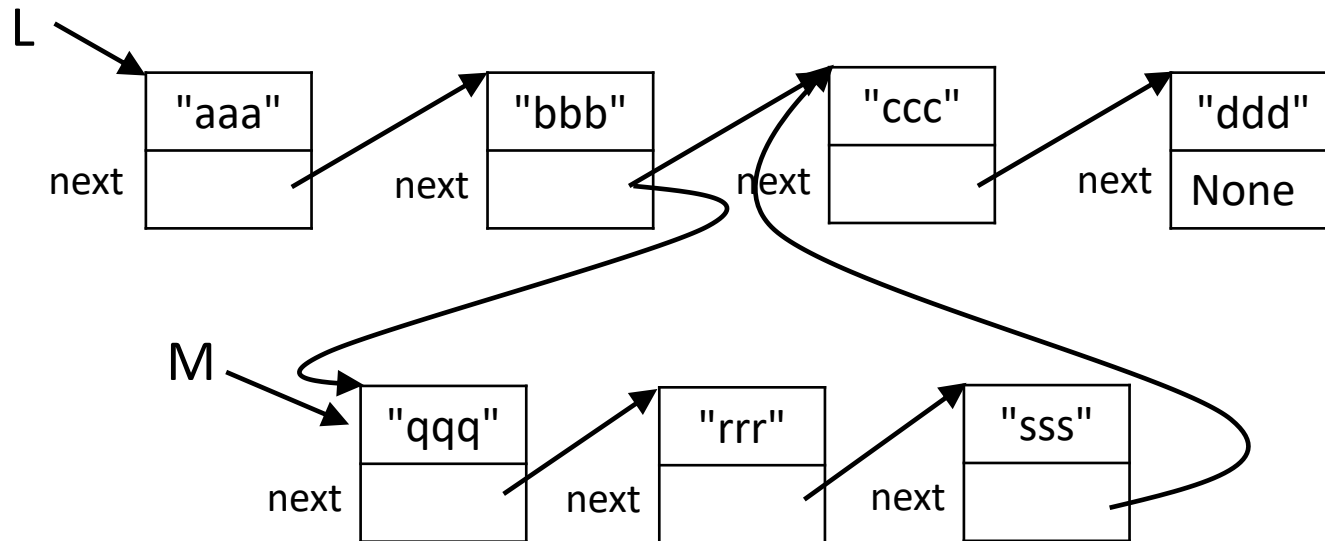 L
"aaa" "bbb" "ccc" "ddd"
next next next next None
M
"qqq" "rrr" "sss"
next next next